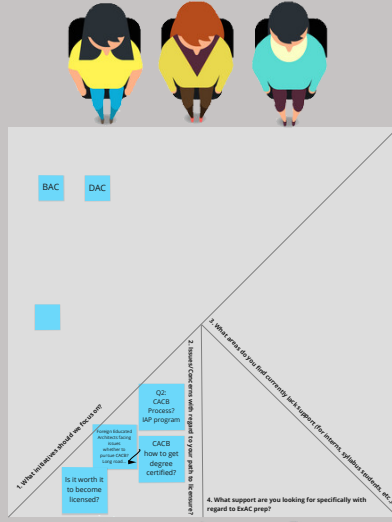 BAC
DAC
1. What initiatives should we focus on?
2. Issues/Concerns with regard to your path to licensure?
3. What areas do you find currently lack support (for interns, syllabus students, etc.
Q2:
CACB
Process?
IAP program
Foreign Educated
Architects facing
issues
whether to
pursue CACB?
Long road...
CACB
how to get
degree
certified?
Is it worth it
to become
licensed?
4. What support are you looking for specifically with
regard to ExAC prep?